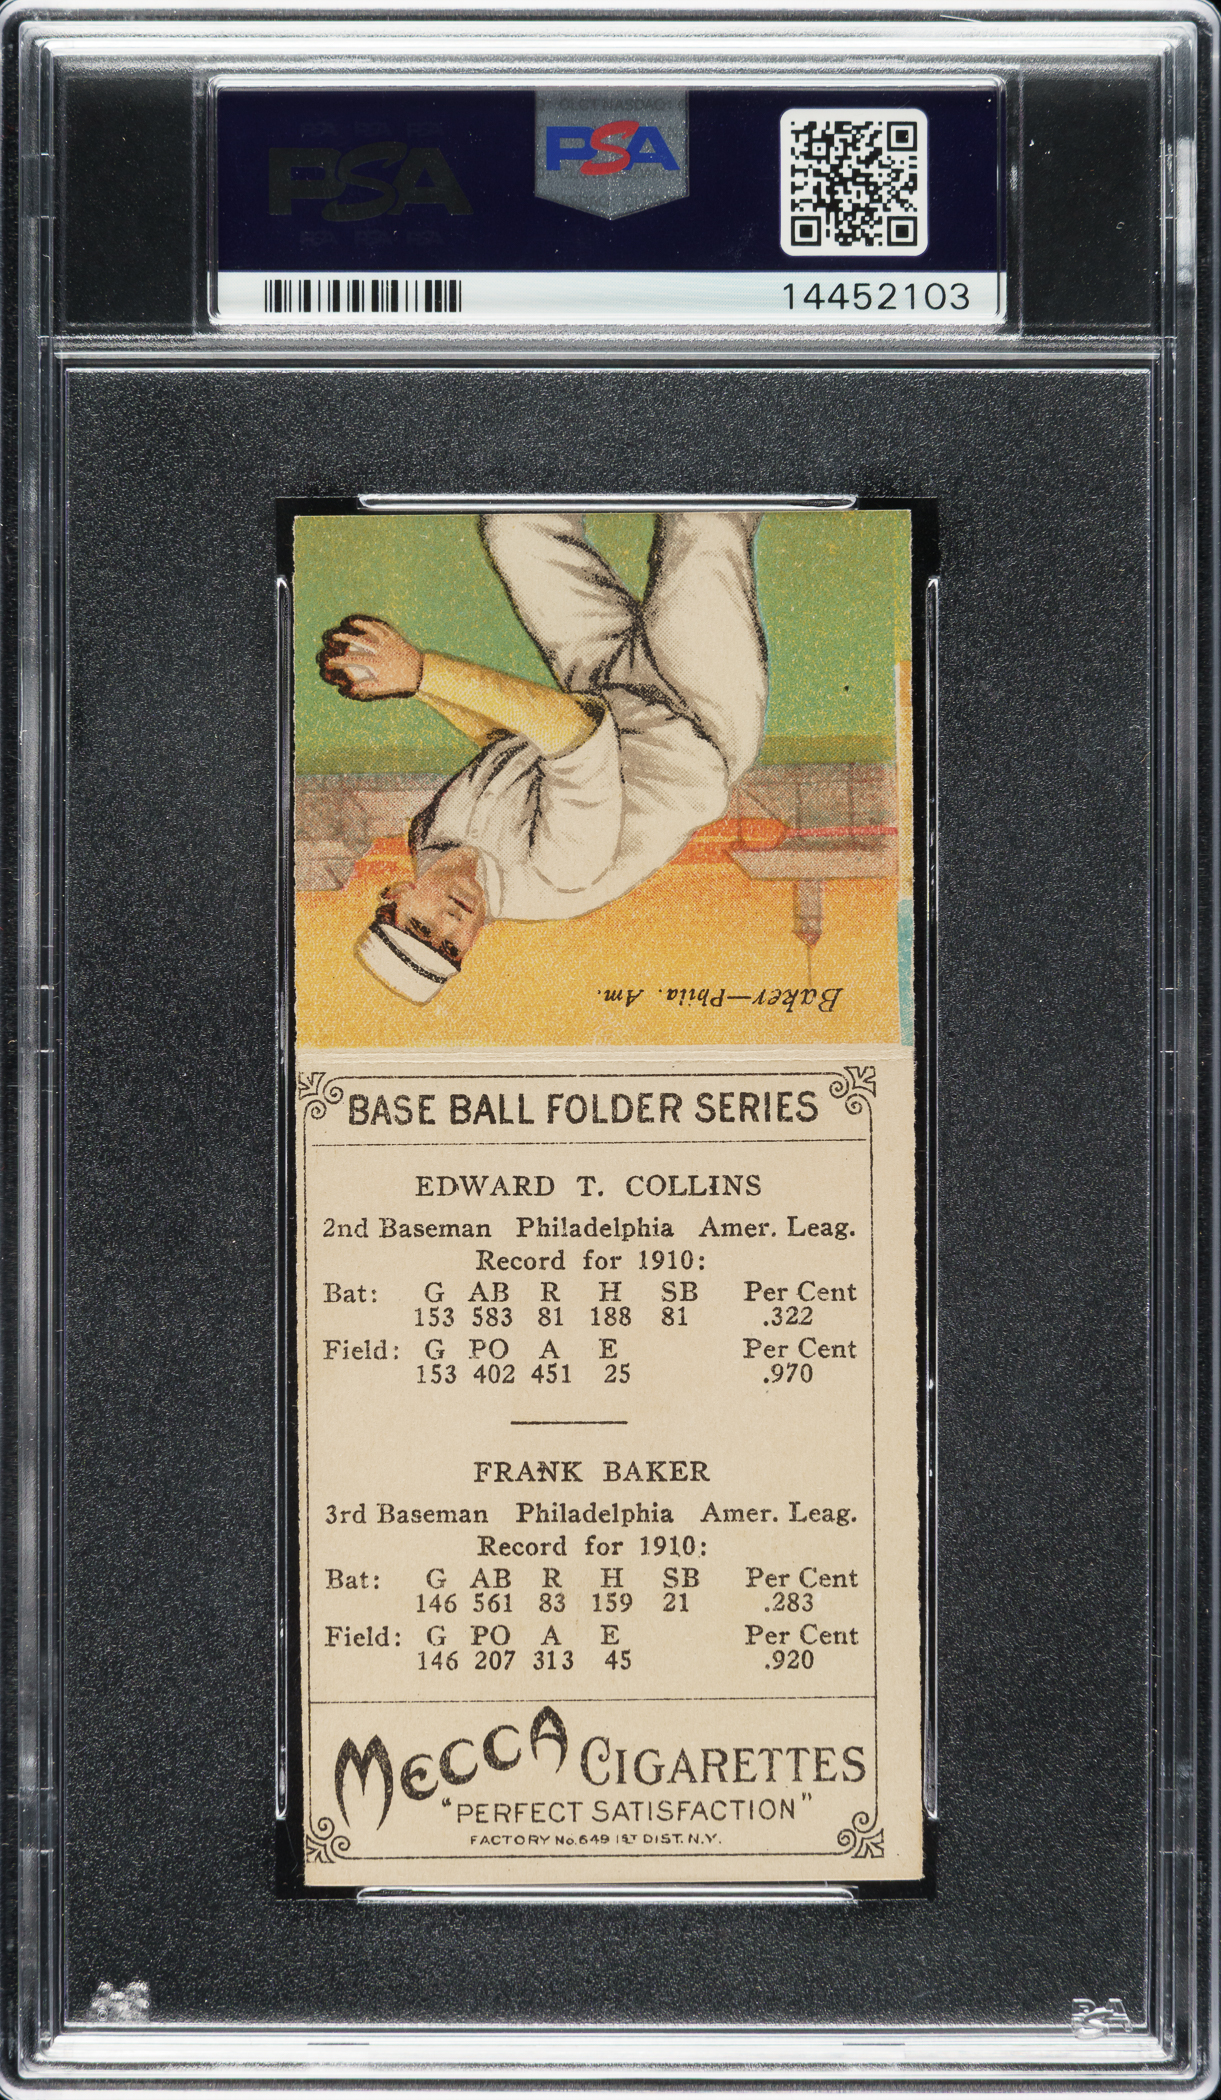 PSA
PSA
14452103
Baker—Phila. Am.
BASE BALL FOLDER SERIES
EDWARD T. COLLINS
2nd Baseman Philadelphia Amer. Leag.
Record for 1910:
Bat: G AB R H SB Per Cent
153 583 81 188 81 .322
Field: G PO A E Per Cent
153 402 451 25 .970
FRANK BAKER
3rd Baseman Philadelphia Amer. Leag.
Record for 1910:
Bat: G AB R H SB Per Cent
146 561 83 159 21 .283
Field: G PO A E Per Cent
146 207 313 45 .920
MECCA CIGARETTES
"PERFECT SATISFACTION"
FACTORY No. 649 1ST DIST. N.Y.
PSA